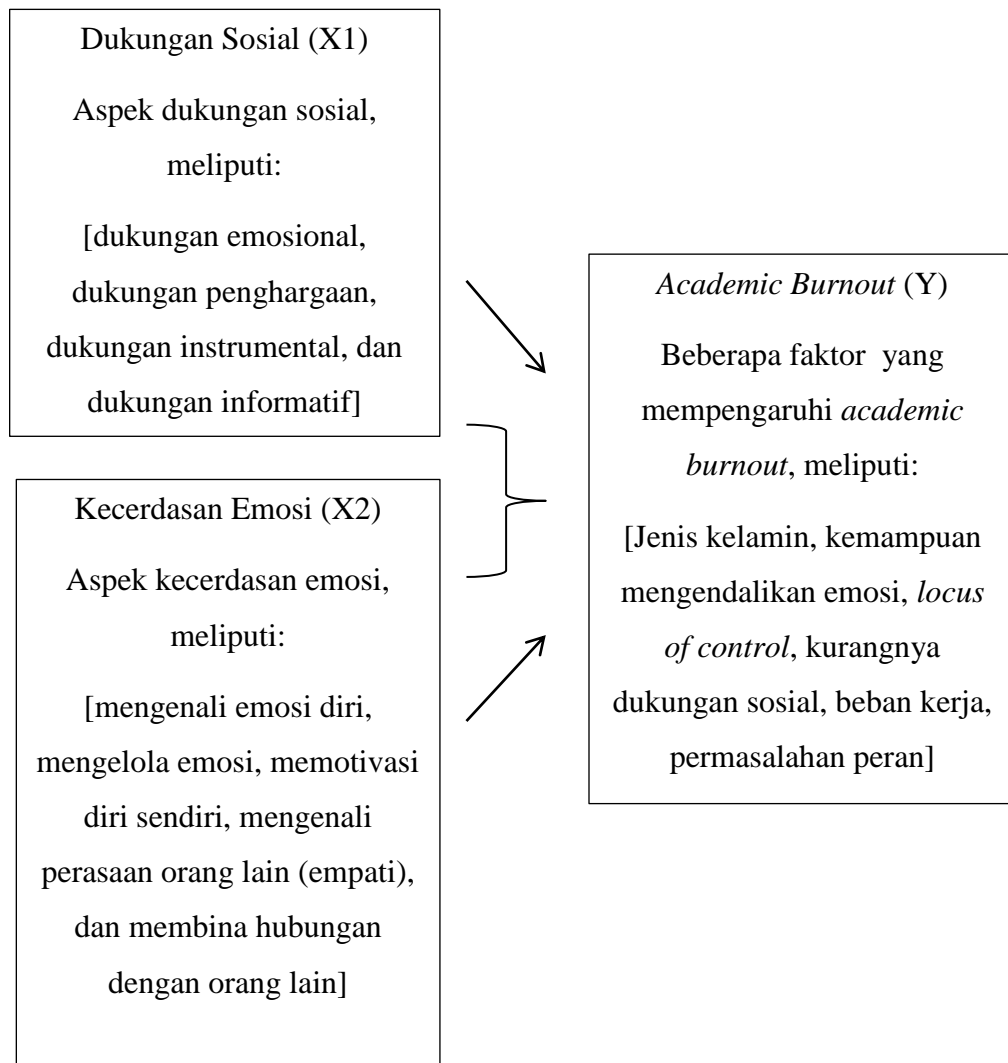 Dukungan Sosial (X1)
Aspek dukungan sosial,
meliputi:
[dukungan emosional,
dukungan penghargaan,
dukungan instrumental, dan
dukungan informatif]
Kecerdasan Emosi (X2)
Aspek kecerdasan emosi,
meliputi:
[mengenali emosi diri,
mengelola emosi, memotivasi
diri sendiri, mengenali
perasaan orang lain (empati),
dan membina hubungan
dengan orang lain]
Academic Burnout (Y)
Beberapa faktor yang
mempengaruhi academic
burnout, meliputi:
[Jenis kelamin, kemampuan
mengendalikan emosi, locus
of control, kurangnya
dukungan sosial, beban kerja,
permasalahan peran]